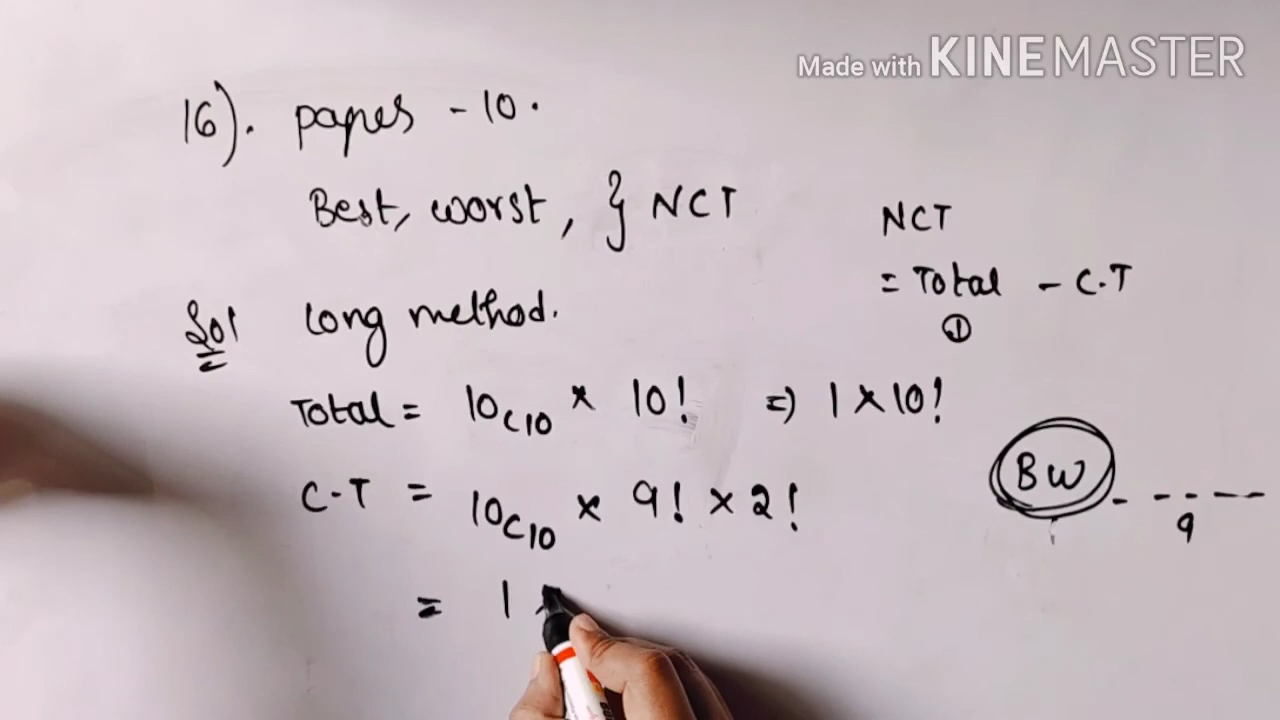 Made with KINEMASTER
16). papes - 10.
Best, worst, } NCT
NCT
= Total - C.T
①
Sol long method.
Total = 10C10 × 10! => 1 × 10!
C.T = 10C10 × 9! × 2!
BW
9
= 1